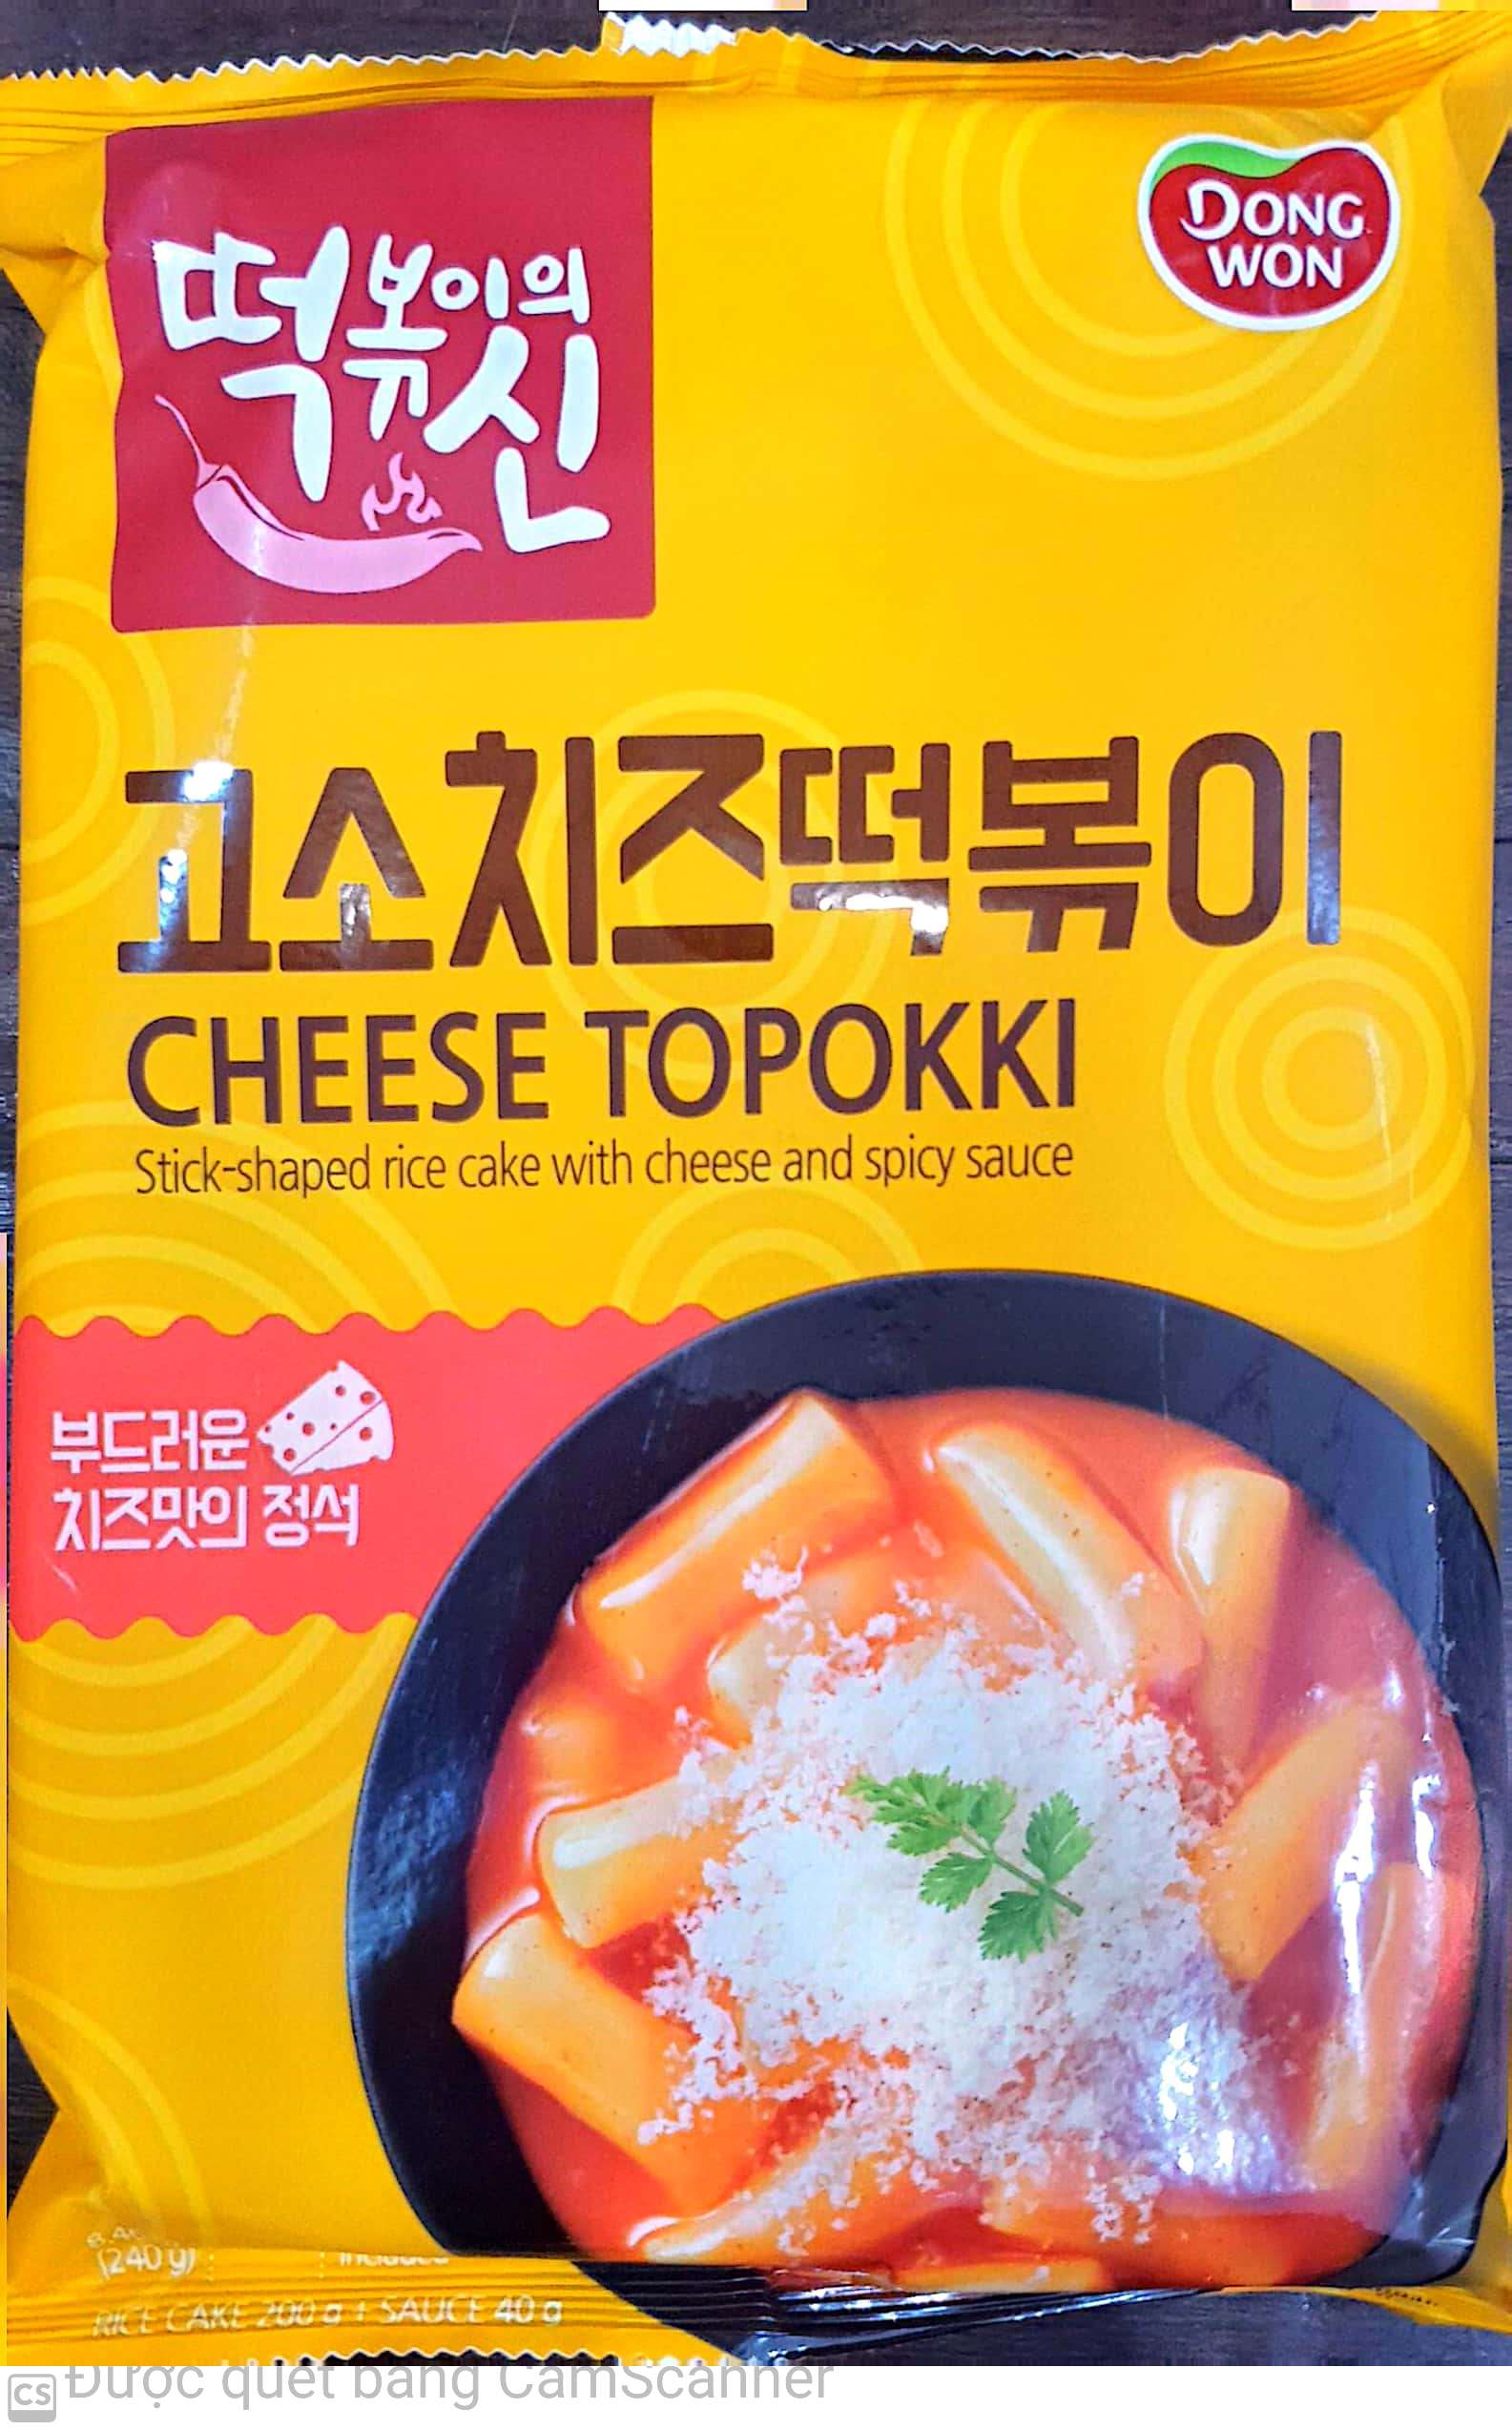 떡볶이의
신
DONG
WON
고소치즈떡볶이
CHEESE TOPOKKI
Stick-shaped rice cake with cheese and spicy sauce
부드러운
치즈맛의 정석
(240 g)
included
RICE CAKE 200 g + SAUCE 40 g
CS Được quét bằng CamScanner